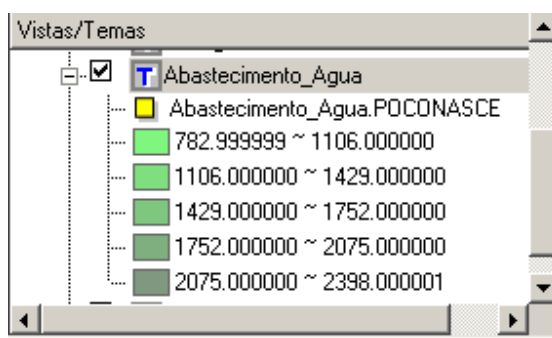 Vistas/Temas
T Abastecimento_Agua
Abastecimento_Agua.POCONASCE
782.999999 ~ 1106.000000
1106.000000 ~ 1429.000000
1429.000000 ~ 1752.000000
1752.000000 ~ 2075.000000
2075.000000 ~ 2398.000001